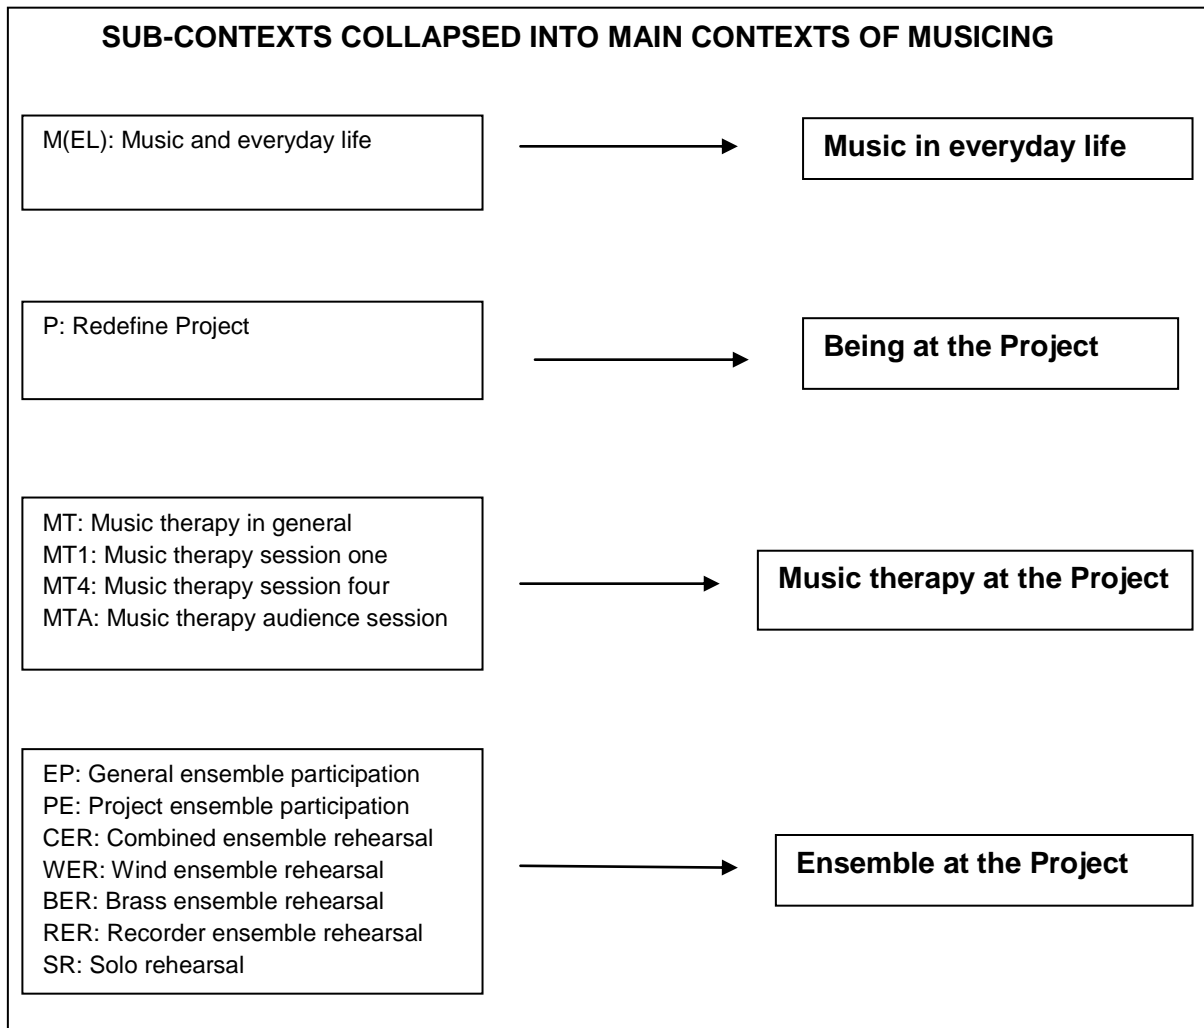 SUB-CONTEXTS COLLAPSED INTO MAIN CONTEXTS OF MUSICING
M(EL): Music and everyday life
Music in everyday life
P: Redefine Project
Being at the Project
MT: Music therapy in general
MT1: Music therapy session one
MT4: Music therapy session four
MTA: Music therapy audience session
Music therapy at the Project
EP: General ensemble participation
PE: Project ensemble participation
CER: Combined ensemble rehearsal
WER: Wind ensemble rehearsal
BER: Brass ensemble rehearsal
RER: Recorder ensemble rehearsal
SR: Solo rehearsal
Ensemble at the Project